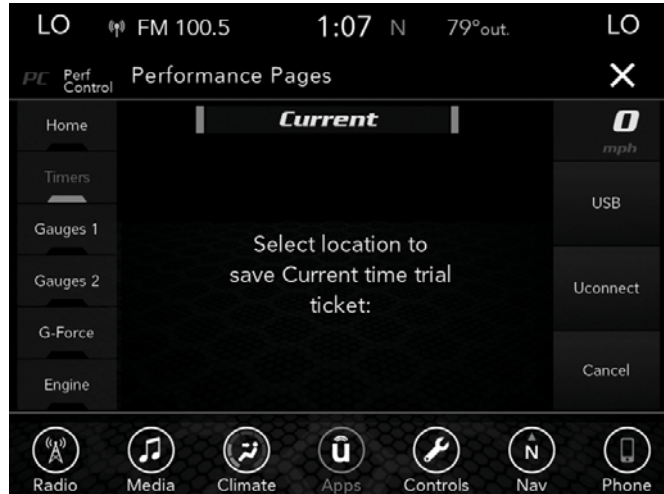 LO FM 100.5 1:07 N 79°out. LO
PC Perf Control Performance Pages
Home
Timers
Gauges 1
Gauges 2
G-Force
Engine
Current
Select location to
save Current time trial
ticket:
0
mph
USB
Uconnect
Cancel
Radio Media Climate Apps Controls Nav Phone